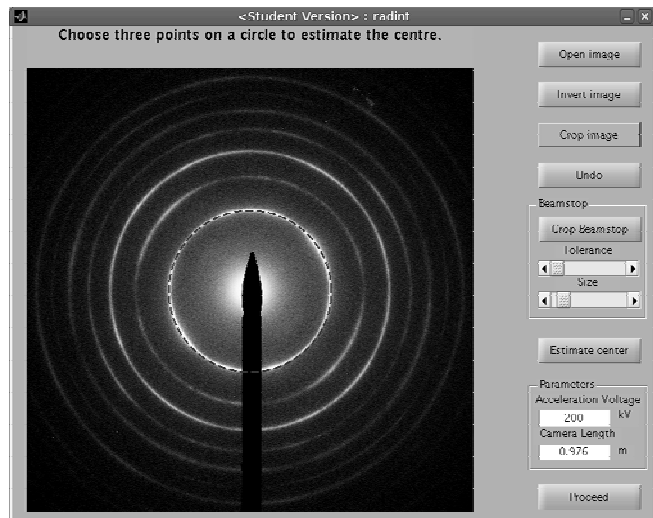 <Student Version> : radint
Choose three points on a circle to estimate the centre.
Open image
Invert image
Crop image
Undo
Beamstop
Crop Beamstop
Tolerance
Size
Estimate center
Parameters
Acceleration Voltage
200 kV
Camera Length
0.976 m
Proceed